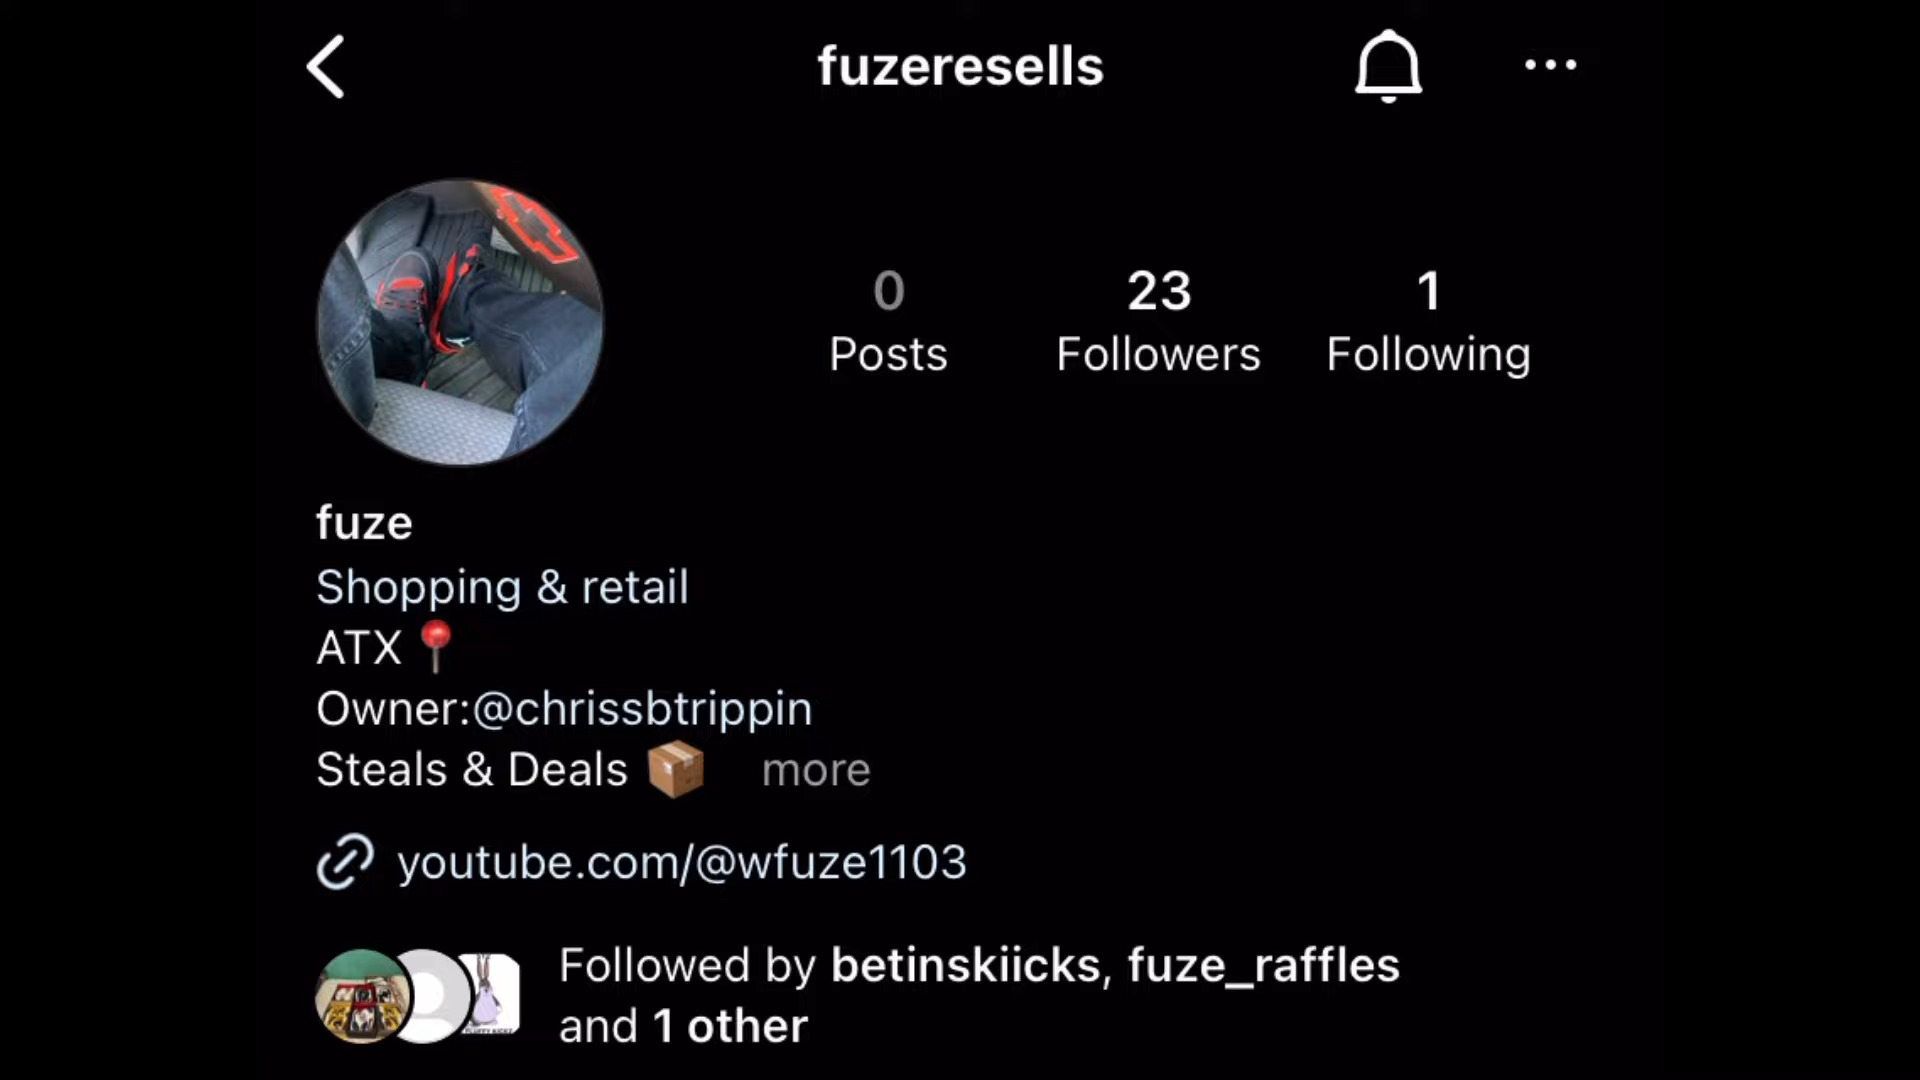 fuzeresells
0 23 1
Posts Followers Following
fuze
Shopping & retail
ATX 📍
Owner:@chrissbtrippin
Steals & Deals 📦 more
youtube.com/@wfuze1103
Followed by betinskiicks, fuze_raffles
and 1 other